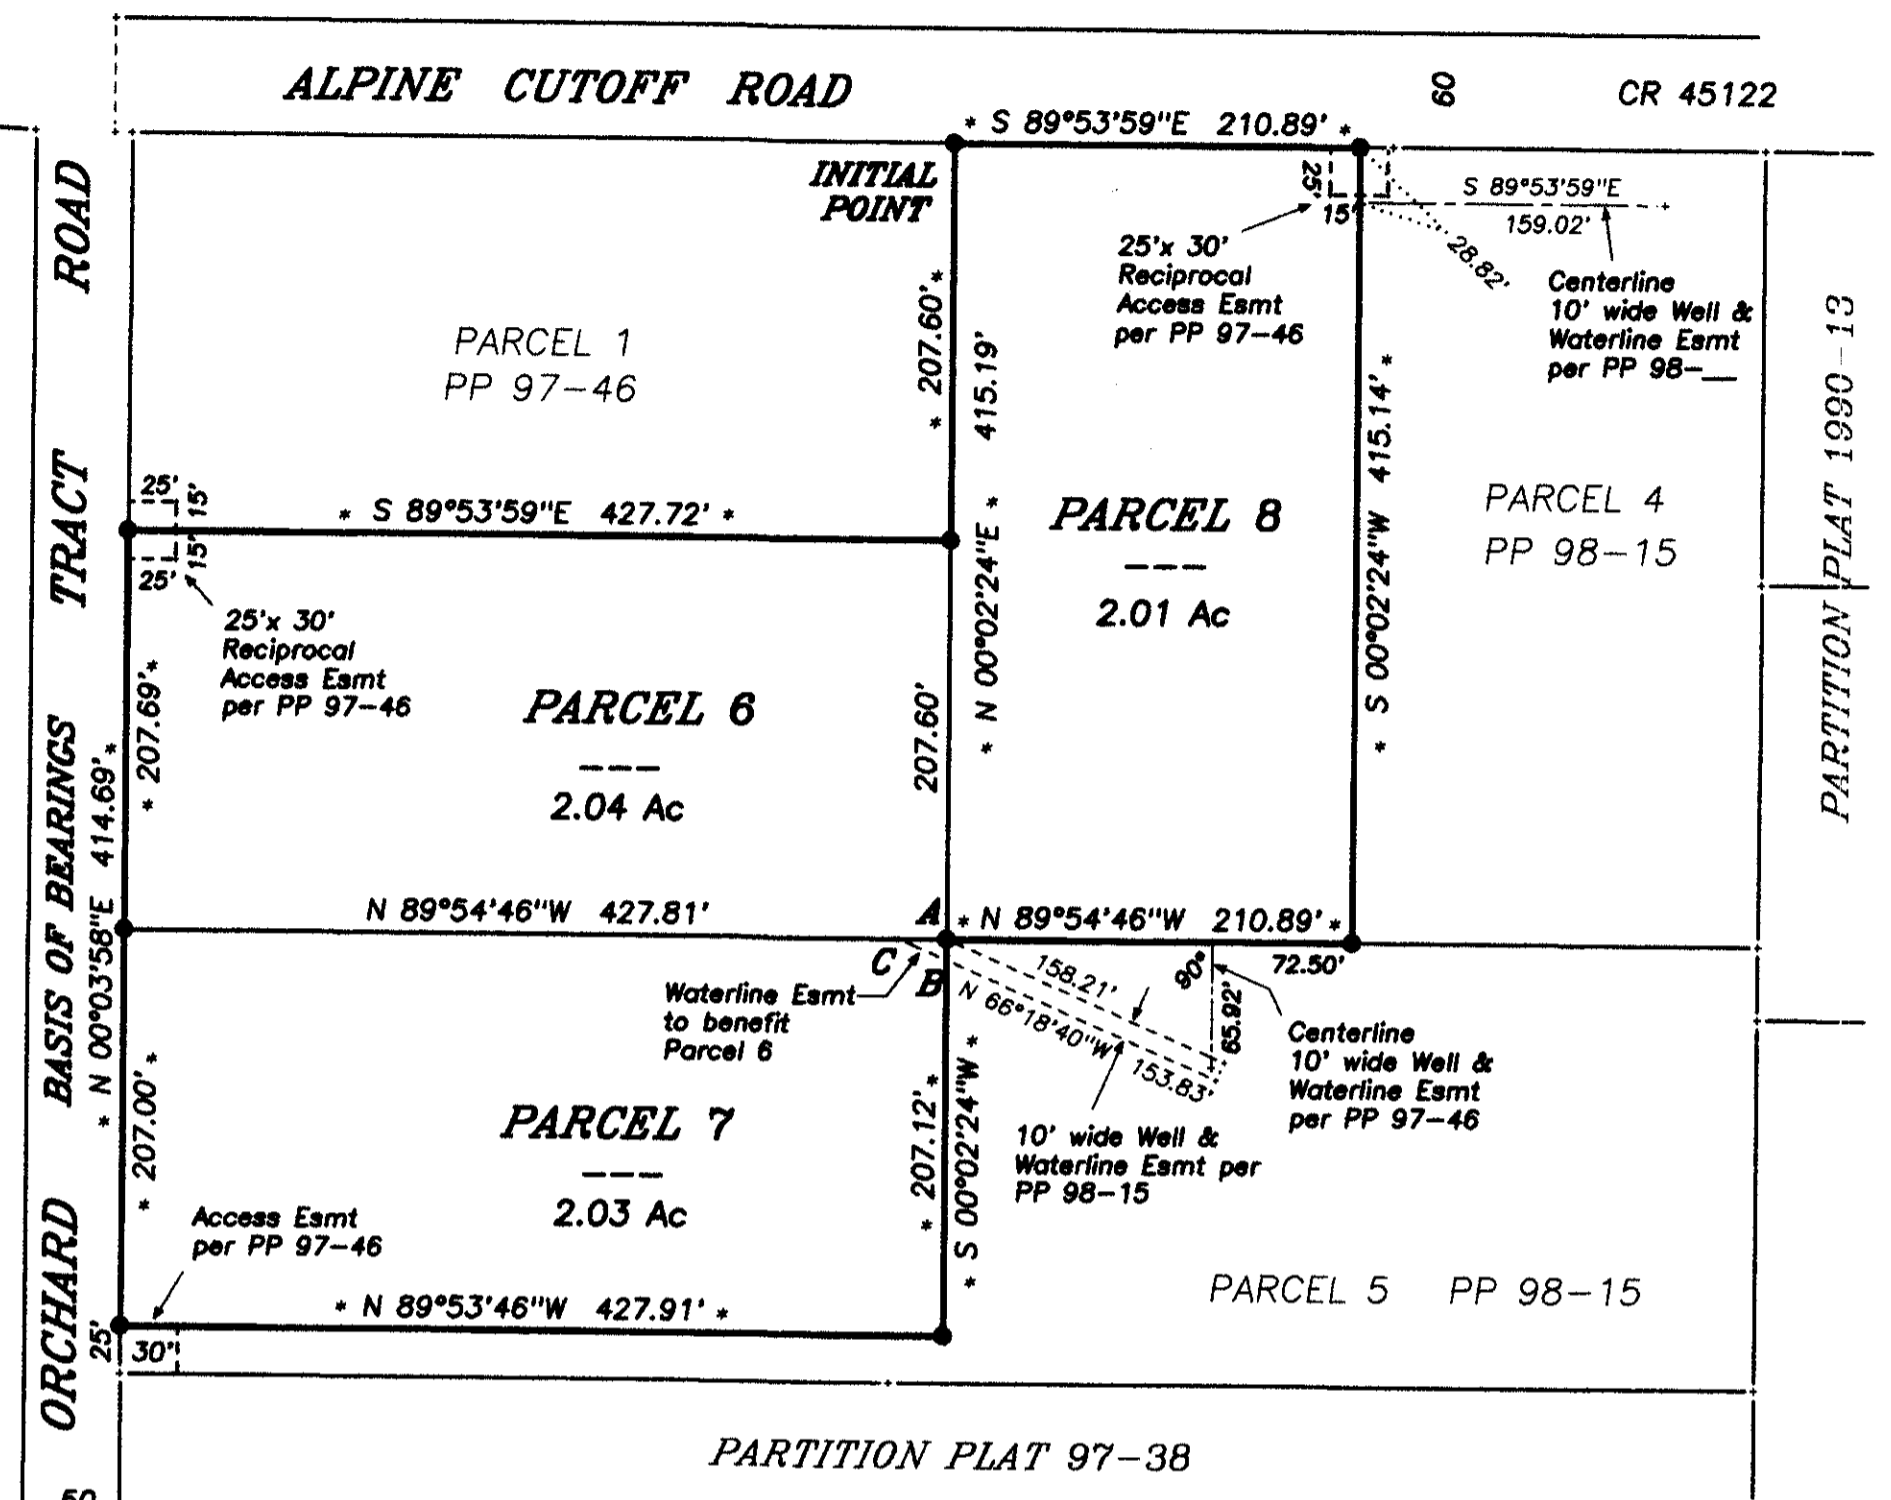 ALPINE CUTOFF ROAD
60
CR 45122
* S 89°53'59"E 210.89' *
INITIAL
POINT
25'
15'
S 89°53'59"E
159.02'
28.82'
25'x 30'
Reciprocal
Access Esmt
per PP 97-46
Centerline
10' wide Well &
Waterline Esmt
per PP 98-__
PARCEL 1
PP 97-46
* 207.60' *
415.19'
* N 00°02'24"E *
* S 00°02'24"W 415.14' *
PARCEL 8
---
2.01 Ac
PARCEL 4
PP 98-15
PARTITION PLAT 1990-13
25'
15'
* S 89°53'59"E 427.72' *
15'
25'
25'x 30'
Reciprocal
Access Esmt
per PP 97-46
* 207.69' *
PARCEL 6
---
2.04 Ac
207.60'
ORCHARD TRACT ROAD
BASIS OF BEARINGS
* N 00°03'58"E 414.69' *
N 89°54'46"W 427.81'
A
* N 89°54'46"W 210.89' *
C
B
158.21'
90°
72.50'
N 66°18'40"W
153.83'
65.92'
Waterline Esmt
to benefit
Parcel 6
Centerline
10' wide Well &
Waterline Esmt
per PP 97-46
10' wide Well &
Waterline Esmt per
PP 98-15
* 207.00' *
PARCEL 7
---
2.03 Ac
* 207.12' *
* S 00°02'24"W *
Access Esmt
per PP 97-46
* N 89°53'46"W 427.91' *
25'
30'
PARCEL 5 PP 98-15
PARTITION PLAT 97-38
50